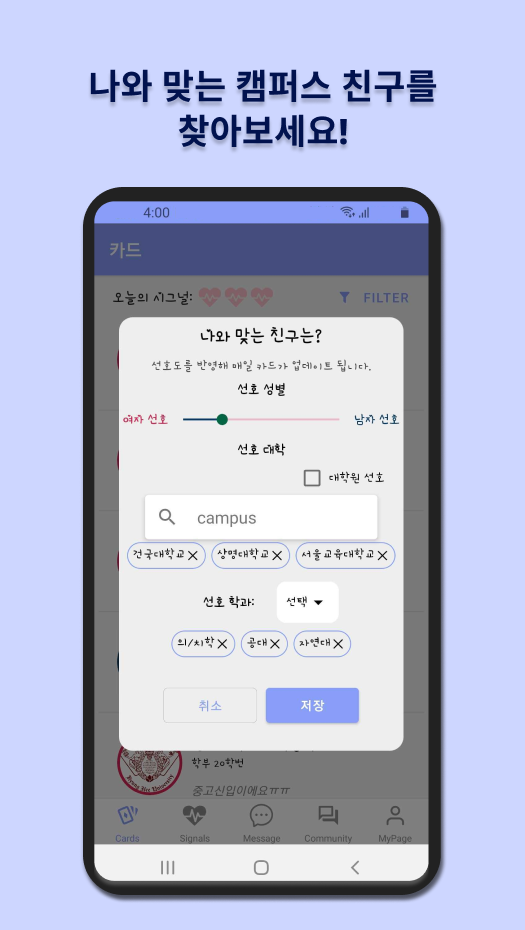 나와 맞는 캠퍼스 친구를
찾아보세요!
4:00
카드
오늘의 시그널:
FILTER
나와 맞는 친구는?
선호도를 반영해 매일 카드가 업데이트 됩니다.
선호 성별
여자 선호
남자 선호
선호 대학
대학원 선호
campus
건국대학교
상명대학교
서울교육대학교
선호 학과:
선택
의/치학
공대
자연대
취소
저장
학부 20학번
중고신입이에요ㅠㅠ
Cards
Signals
Message
Community
MyPage